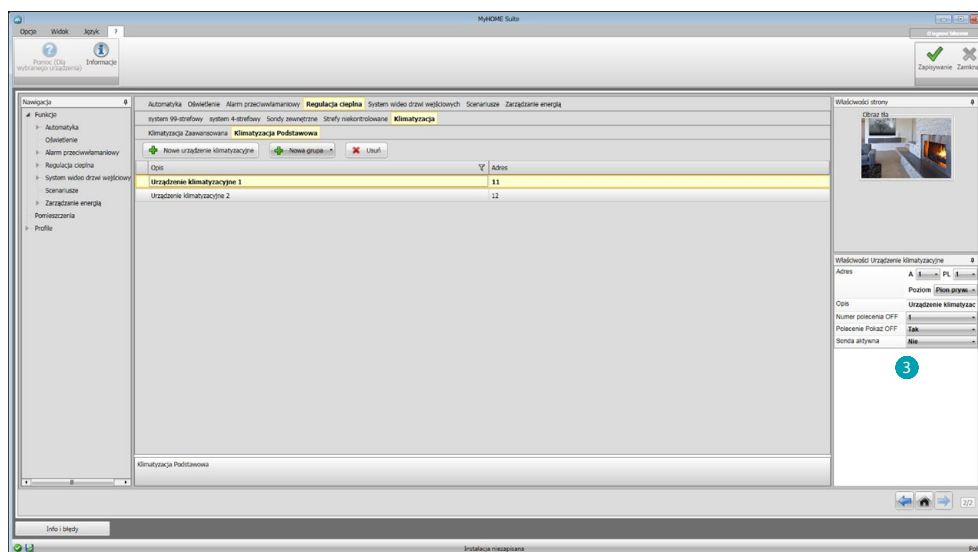 MyHOME Suite
Opcje Widok Język ?
Pomoc (Dla wybranego urządzenia)
Informacje
Zapisywanie Zamkną
Nawigacja
Funkcje
Automatyka
Oświetlenie
Alarm przeciwwłamaniowy
Regulacja cieplna
System wideo drzwi wejściowy
Scenariusze
Zarządzanie energią
Pomieszczenia
Profile
Automatyka Oświetlenie Alarm przeciwwłamaniowy Regulacja cieplna System wideo drzwi wejściowych Scenariusze Zarządzanie energią
system 99-strefowy system 4-strefowy Sondy zewnętrzne Strefy niekontrolowane Klimatyzacja
Klimatyzacja Zaawansowana Klimatyzacja Podstawowa
Nowe urządzenie klimatyzacyjne Nowa grupa Usuń
Opis Adres
Urządzenie klimatyzacyjne 1 11
Urządzenie klimatyzacyjne 2 12
Klimatyzacja Podstawowa
Właściwości strony
Obraz tła
Właściwości Urządzenie klimatyzacyjne
Adres A 1 PL 1
Poziom Pion prywa
Opis Urządzenie klimatyzac
Numer polecenia OFF 1
Polecenie Pokaż OFF Tak
Sonda aktywna Nie
3
2/2
Info i błędy
Instalacja niezapisana